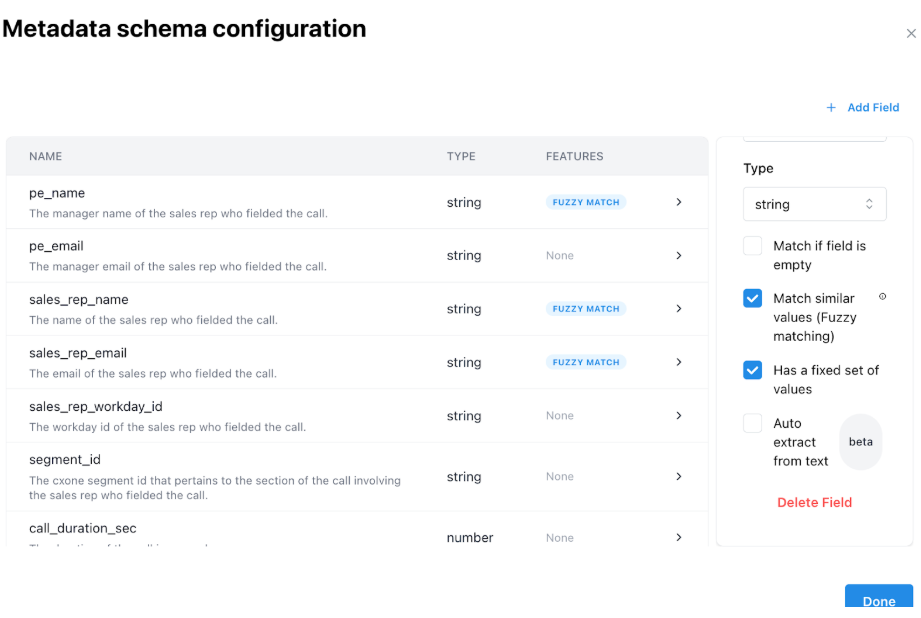 Metadata schema configuration
×
+ Add Field
NAME TYPE FEATURES
pe_name
The manager name of the sales rep who fielded the call.
string FUZZY MATCH
pe_email
The manager email of the sales rep who fielded the call.
string None
sales_rep_name
The name of the sales rep who fielded the call.
string FUZZY MATCH
sales_rep_email
The email of the sales rep who fielded the call.
string FUZZY MATCH
sales_rep_workday_id
The workday id of the sales rep who fielded the call.
string None
segment_id
The cxone segment id that pertains to the section of the call involving
the sales rep who fielded the call.
string None
call_duration_sec
number None
Type
string
Match if field is
empty
Match similar
values (Fuzzy
matching)
Has a fixed set of
values
Auto
extract
from text
beta
Delete Field
Done